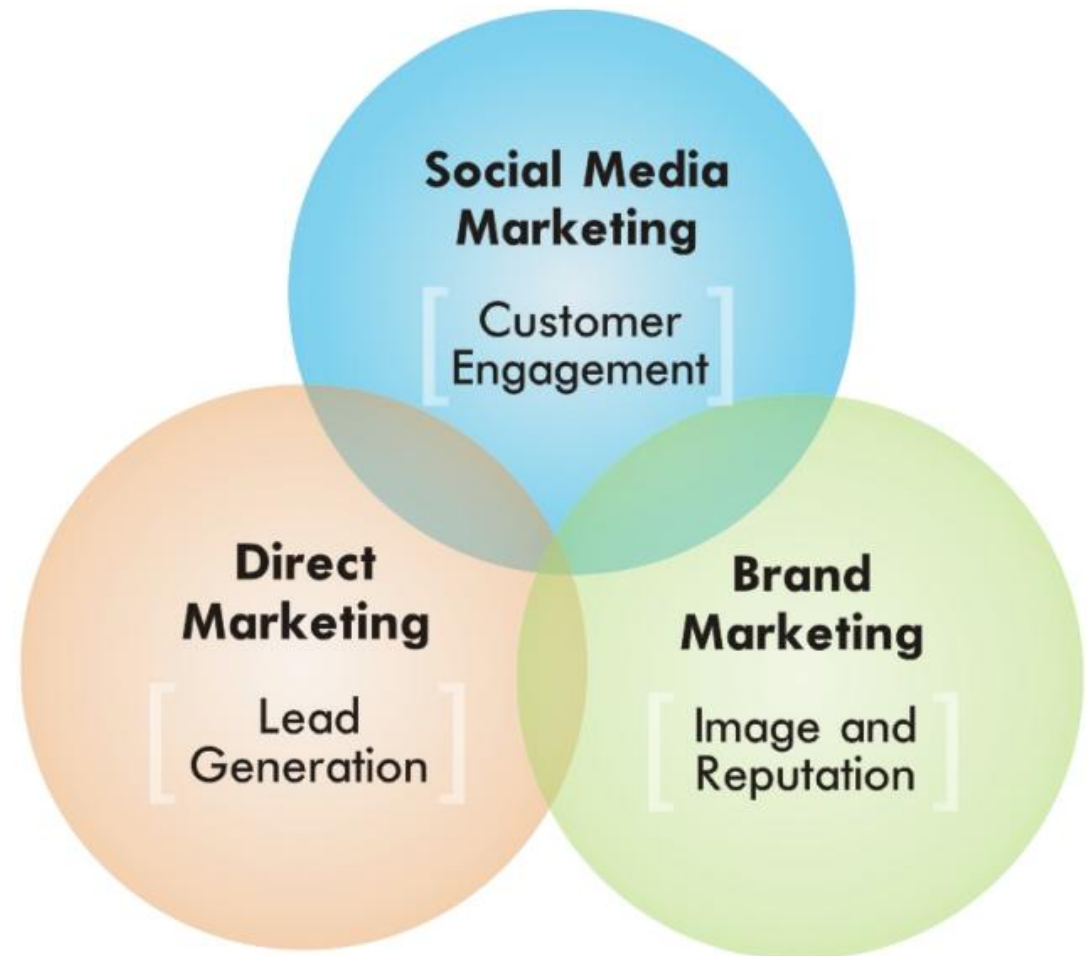 Social Media
Marketing
Customer
Engagement
Direct
Marketing
Lead
Generation
Brand
Marketing
Image and
Reputation